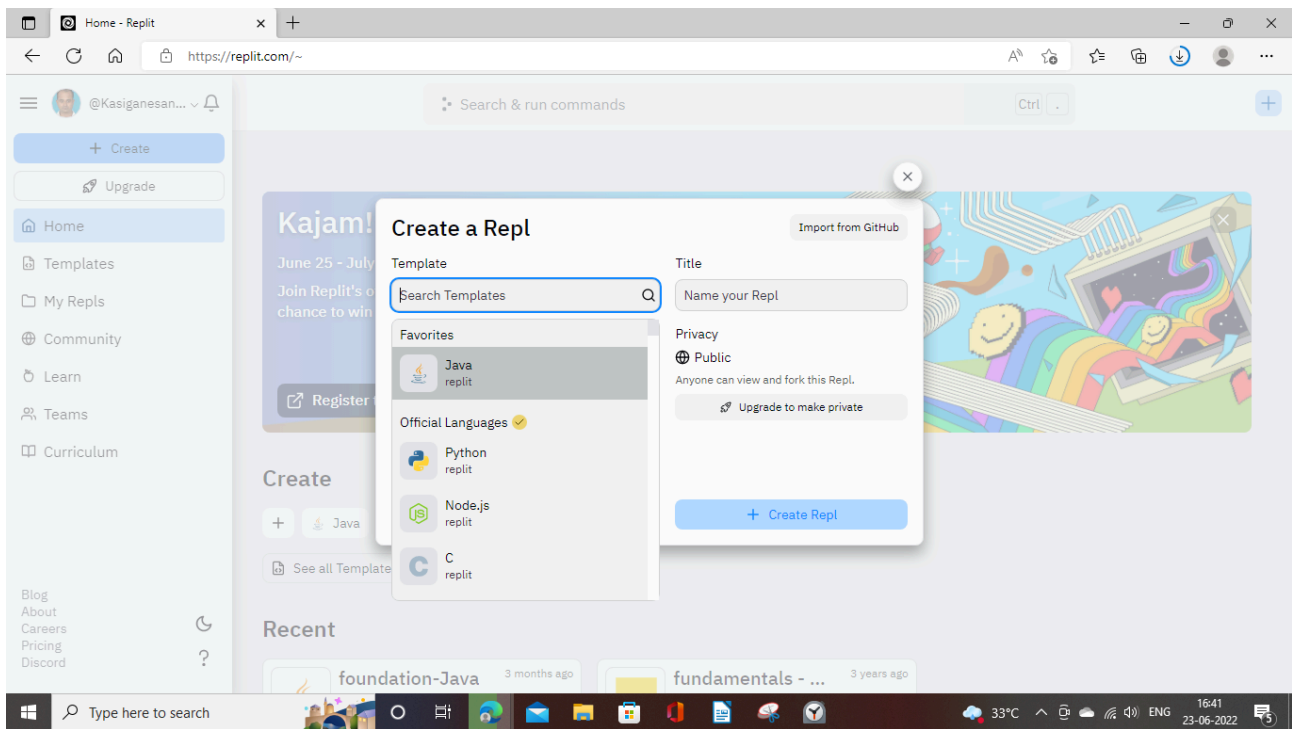 Home - Replit
https://replit.com/~
@Kasiganesan...
Search & run commands
Ctrl .
+ Create
Upgrade
Home
Templates
My Repls
Community
Learn
Teams
Curriculum
Blog
About
Careers
Pricing
Discord
Kajam!
June 25 - July
Join Replit's o
chance to win
Register
Create a Repl
Import from GitHub
Template
Search Templates
Favorites
Java
replit
Official Languages
Python
replit
Node.js
replit
C
replit
Title
Name your Repl
Privacy
Public
Anyone can view and fork this Repl.
Upgrade to make private
+ Create Repl
Create
+ Java
See all Template
Recent
foundation-Java 3 months ago
fundamentals - ... 3 years ago
Type here to search
33°C ENG 16:41
23-06-2022
5